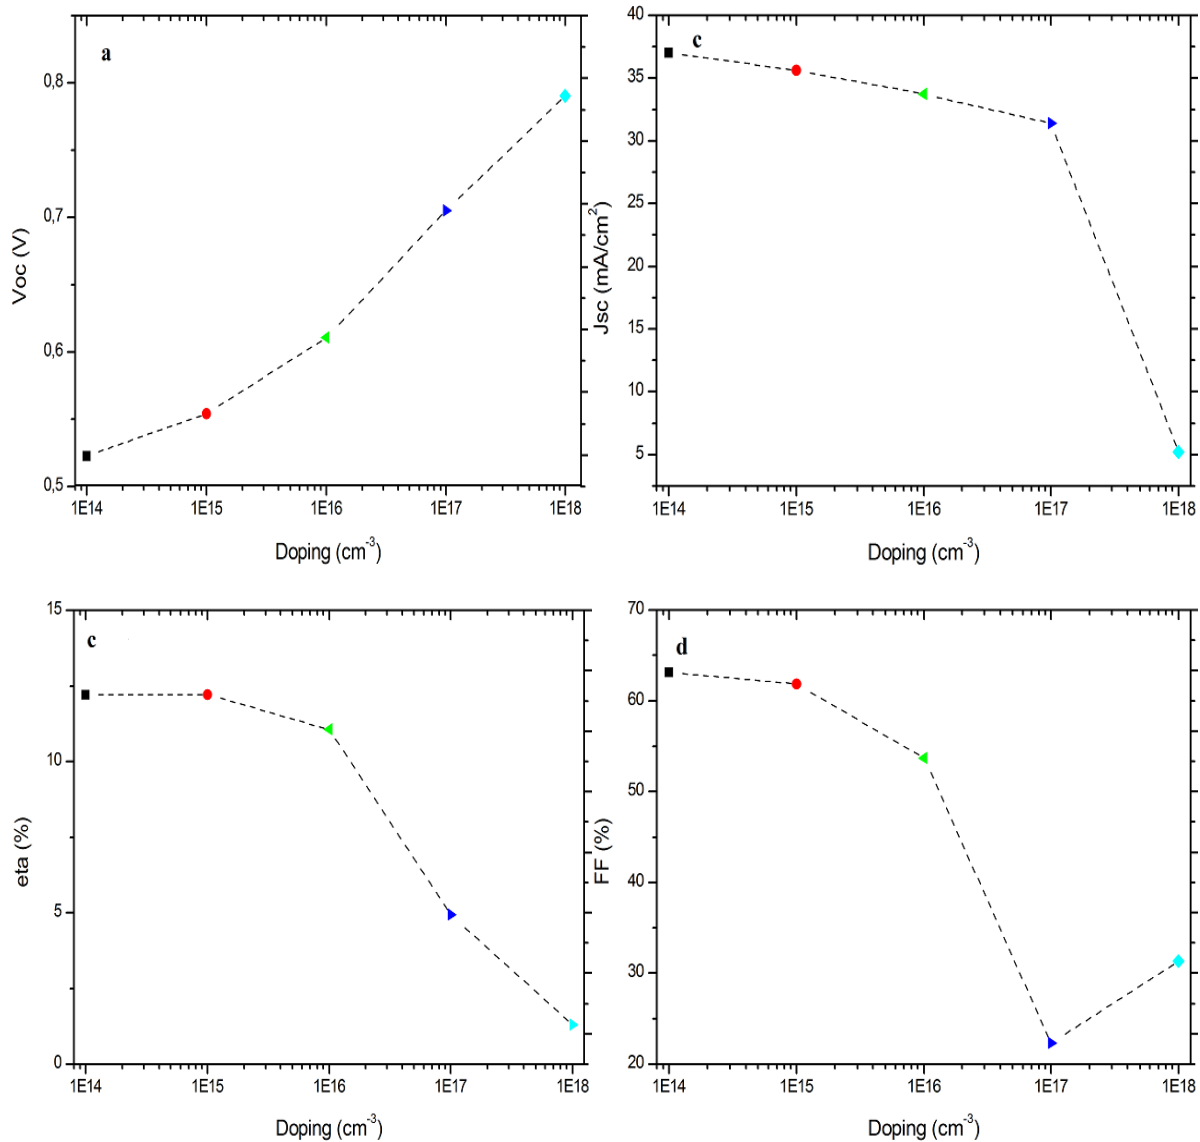 a
0,8
0,7
0,6
0,5
Voc (V)
1E14 1E15 1E16 1E17 1E18
Doping (cm-3)
c
40
35
30
25
20
15
10
5
Jsc (mA/cm2)
1E14 1E15 1E16 1E17 1E18
Doping (cm-3)
c
15
10
5
0
eta (%)
1E14 1E15 1E16 1E17 1E18
Doping (cm-3)
d
70
60
50
40
30
20
FF (%)
1E14 1E15 1E16 1E17 1E18
Doping (cm-3)